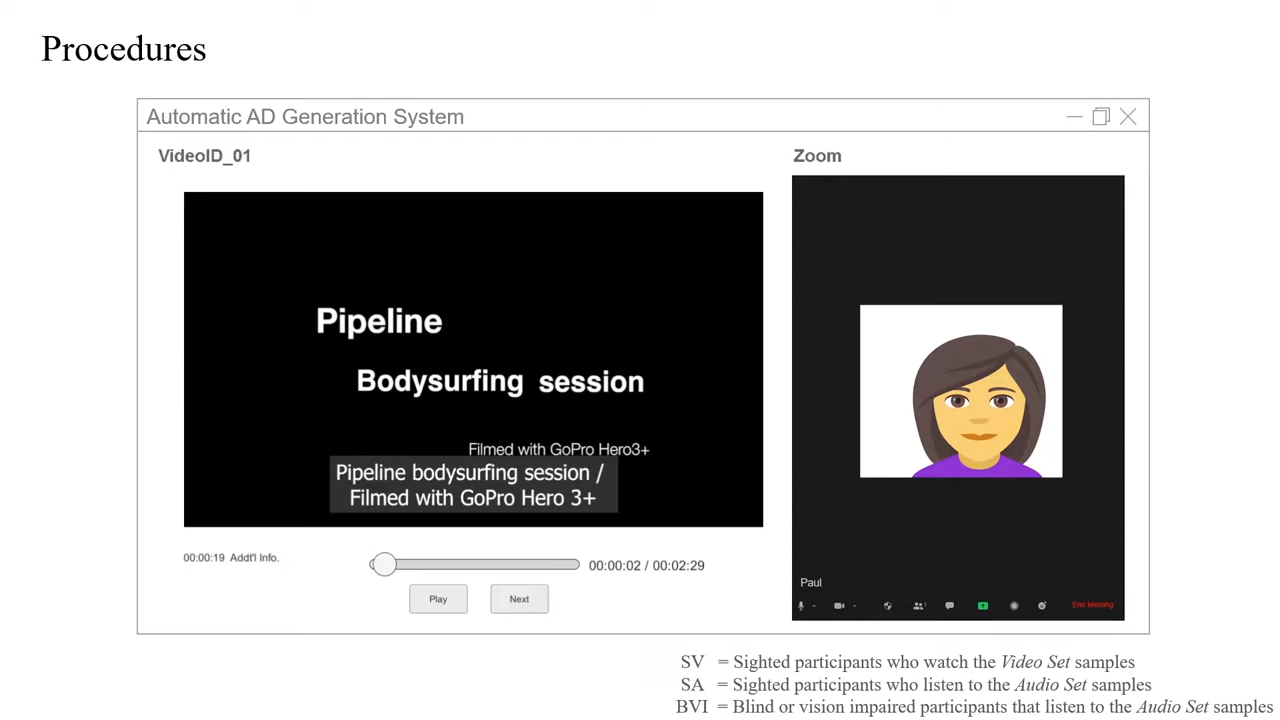 Procedures
Automatic AD Generation System
VideoID_01
Zoom
Pipeline
Bodysurfing session
Filmed with GoPro Hero3+
Pipeline bodysurfing session /
Filmed with GoPro Hero 3+
00:00:19 Addt'l Info.
00:00:02 / 00:02:29
Play
Next
Paul
1
End Meeting
SV = Sighted participants who watch the Video Set samples
SA = Sighted participants who listen to the Audio Set samples
BVI = Blind or vision impaired participants that listen to the Audio Set samples